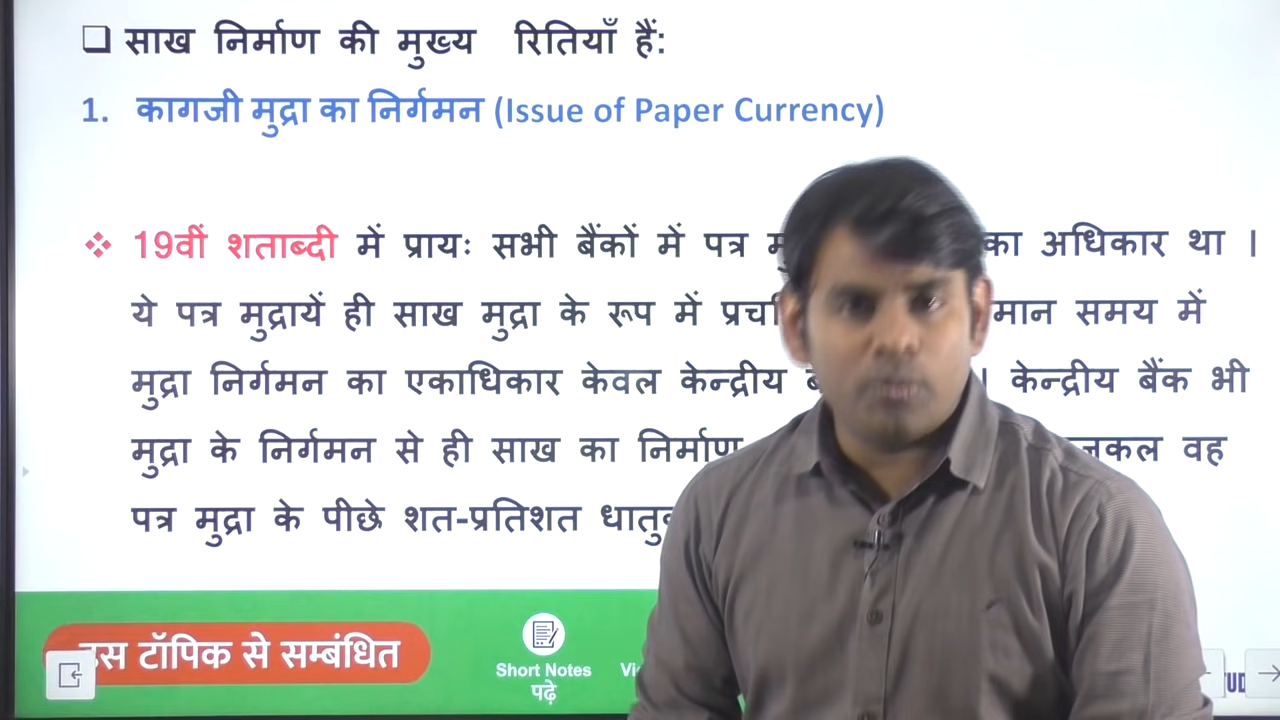 साख निर्माण की मुख्य रितियाँ हैं:
1. कागजी मुद्रा का निर्गमन (Issue of Paper Currency)
19वीं शताब्दी में प्रायः सभी बैंकों में पत्र का अधिकार था ।
ये पत्र मुद्रायें ही साख मुद्रा के रूप में समय में
मुद्रा निर्गमन का एकाधिकार केवल केन्द्रीय । केन्द्रीय बैंक भी
मुद्रा के निर्गमन से ही साख का निर्माण वह
पत्र मुद्रा के पीछे शत-प्रतिशत
टॉपिक से सम्बंधित
Short Notes
पढ़े